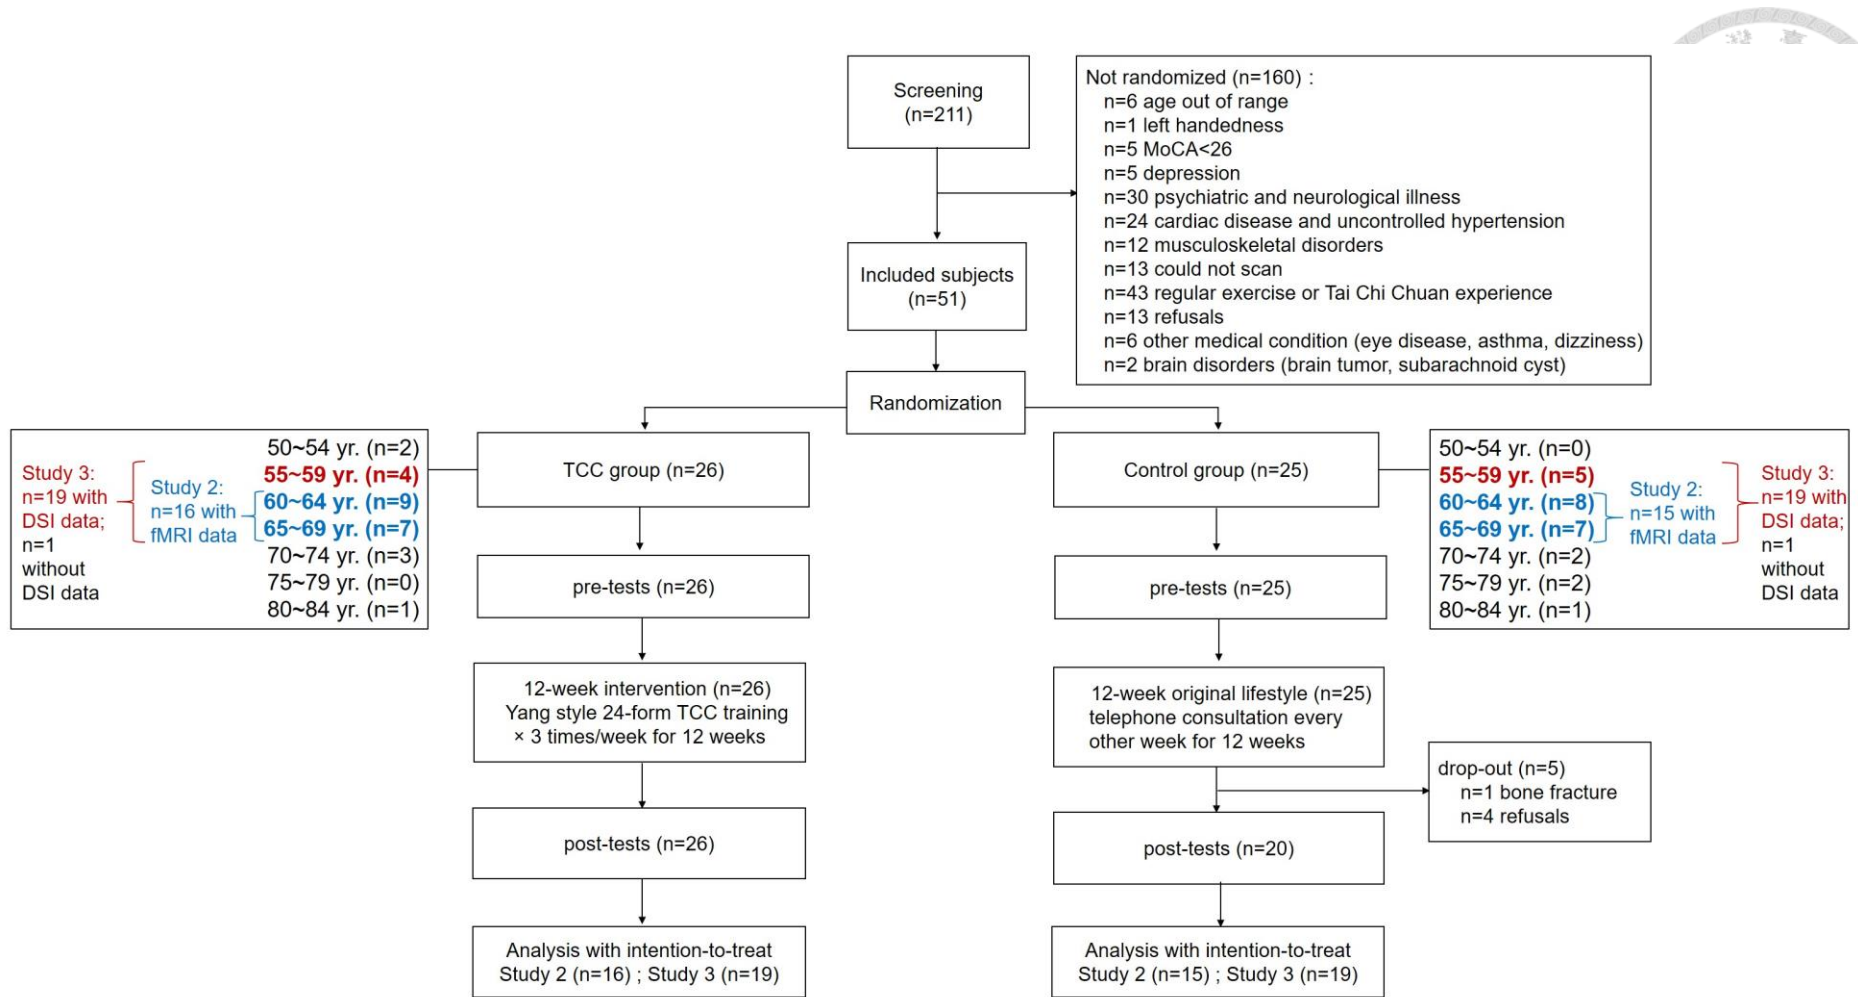 Screening
(n=211)
Not randomized (n=160) :
n=6 age out of range
n=1 left handedness
n=5 MoCA<26
n=5 depression
n=30 psychiatric and neurological illness
n=24 cardiac disease and uncontrolled hypertension
n=12 musculoskeletal disorders
n=13 could not scan
n=43 regular exercise or Tai Chi Chuan experience
n=13 refusals
n=6 other medical condition (eye disease, asthma, dizziness)
n=2 brain disorders (brain tumor, subarachnoid cyst)
Included subjects
(n=51)
Randomization
Study 3:
n=19 with
DSI data;
n=1
without
DSI data
Study 2:
n=16 with
fMRI data
50~54 yr. (n=2)
55~59 yr. (n=4)
60~64 yr. (n=9)
65~69 yr. (n=7)
70~74 yr. (n=3)
75~79 yr. (n=0)
80~84 yr. (n=1)
TCC group (n=26)
Control group (n=25)
50~54 yr. (n=0)
55~59 yr. (n=5)
60~64 yr. (n=8)
65~69 yr. (n=7)
70~74 yr. (n=2)
75~79 yr. (n=2)
80~84 yr. (n=1)
Study 2:
n=15 with
fMRI data
Study 3:
n=19 with
DSI data;
n=1
without
DSI data
pre-tests (n=26)
pre-tests (n=25)
12-week intervention (n=26)
Yang style 24-form TCC training
× 3 times/week for 12 weeks
12-week original lifestyle (n=25)
telephone consultation every
other week for 12 weeks
drop-out (n=5)
n=1 bone fracture
n=4 refusals
post-tests (n=26)
post-tests (n=20)
Analysis with intention-to-treat
Study 2 (n=16) ; Study 3 (n=19)
Analysis with intention-to-treat
Study 2 (n=15) ; Study 3 (n=19)